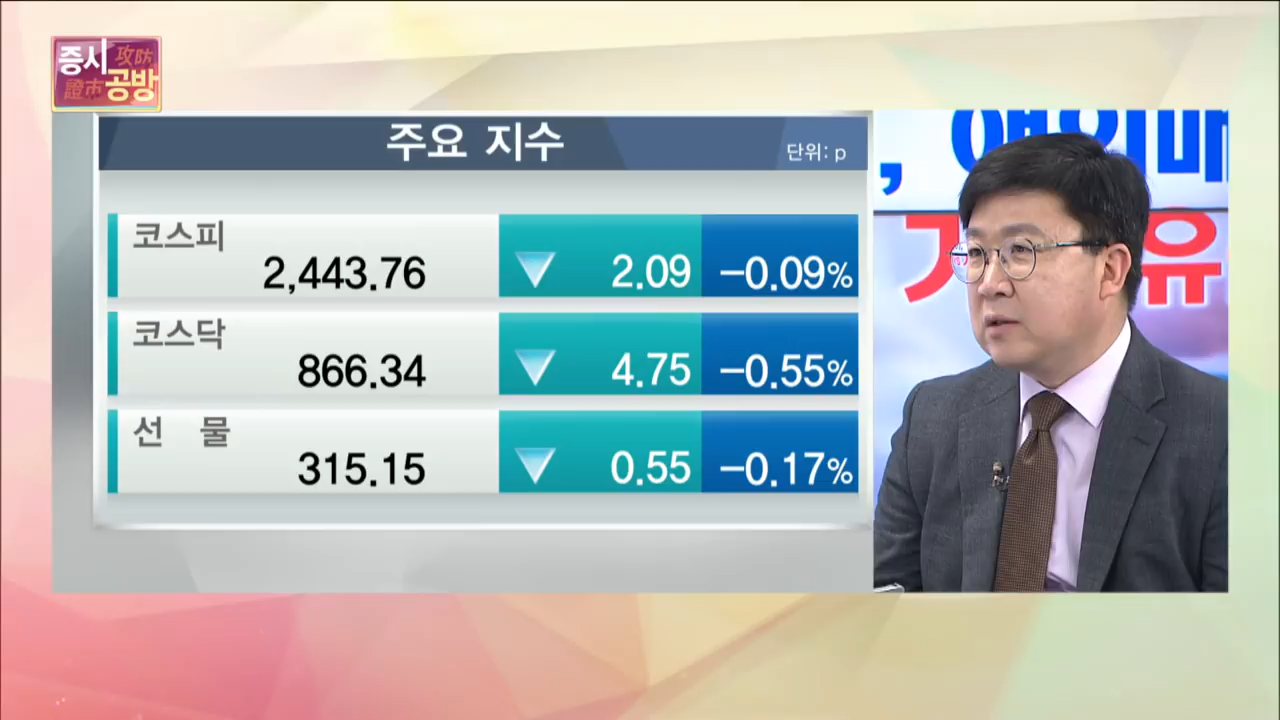 증시 攻防
證市 공방
주요 지수
단위: p
코스피
2,443.76 ▽ 2.09 -0.09%
코스닥
866.34 ▽ 4.75 -0.55%
선 물
315.15 ▽ 0.55 -0.17%
,
유